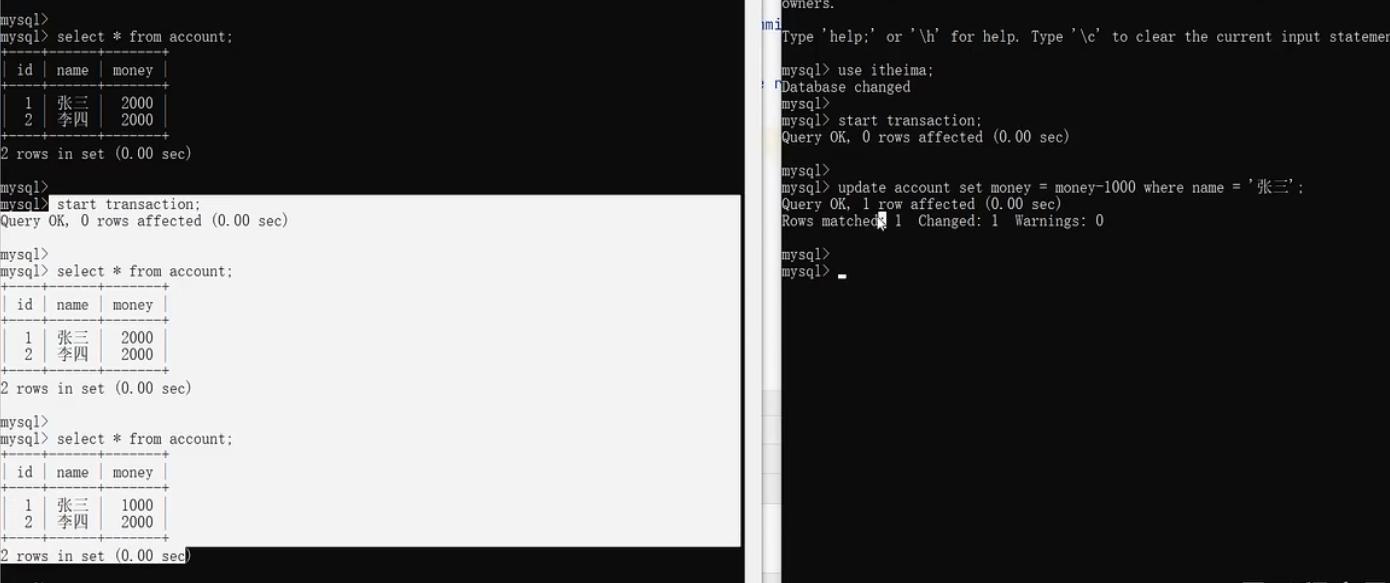 mysql>
mysql> select * from account;
+----+------+-------+
| id | name | money |
+----+------+-------+
| 1 | 张三 | 2000 |
| 2 | 李四 | 2000 |
+----+------+-------+
2 rows in set (0.00 sec)
mysql>
mysql> start transaction;
Query OK, 0 rows affected (0.00 sec)
mysql>
mysql> select * from account;
+----+------+-------+
| id | name | money |
+----+------+-------+
| 1 | 张三 | 2000 |
| 2 | 李四 | 2000 |
+----+------+-------+
2 rows in set (0.00 sec)
mysql>
mysql> select * from account;
+----+------+-------+
| id | name | money |
+----+------+-------+
| 1 | 张三 | 1000 |
| 2 | 李四 | 2000 |
+----+------+-------+
2 rows in set (0.00 sec)
owners.
Type 'help;' or '\h' for help. Type '\c' to clear the current input
mysql> use itheima;
Database changed
mysql>
mysql> start transaction;
Query OK, 0 rows affected (0.00 sec)
mysql>
mysql> update account set money = money-1000 where name = '张三';
Query OK, 1 row affected (0.00 sec)
Rows matched: 1 Changed: 1 Warnings: 0
mysql>
mysql>